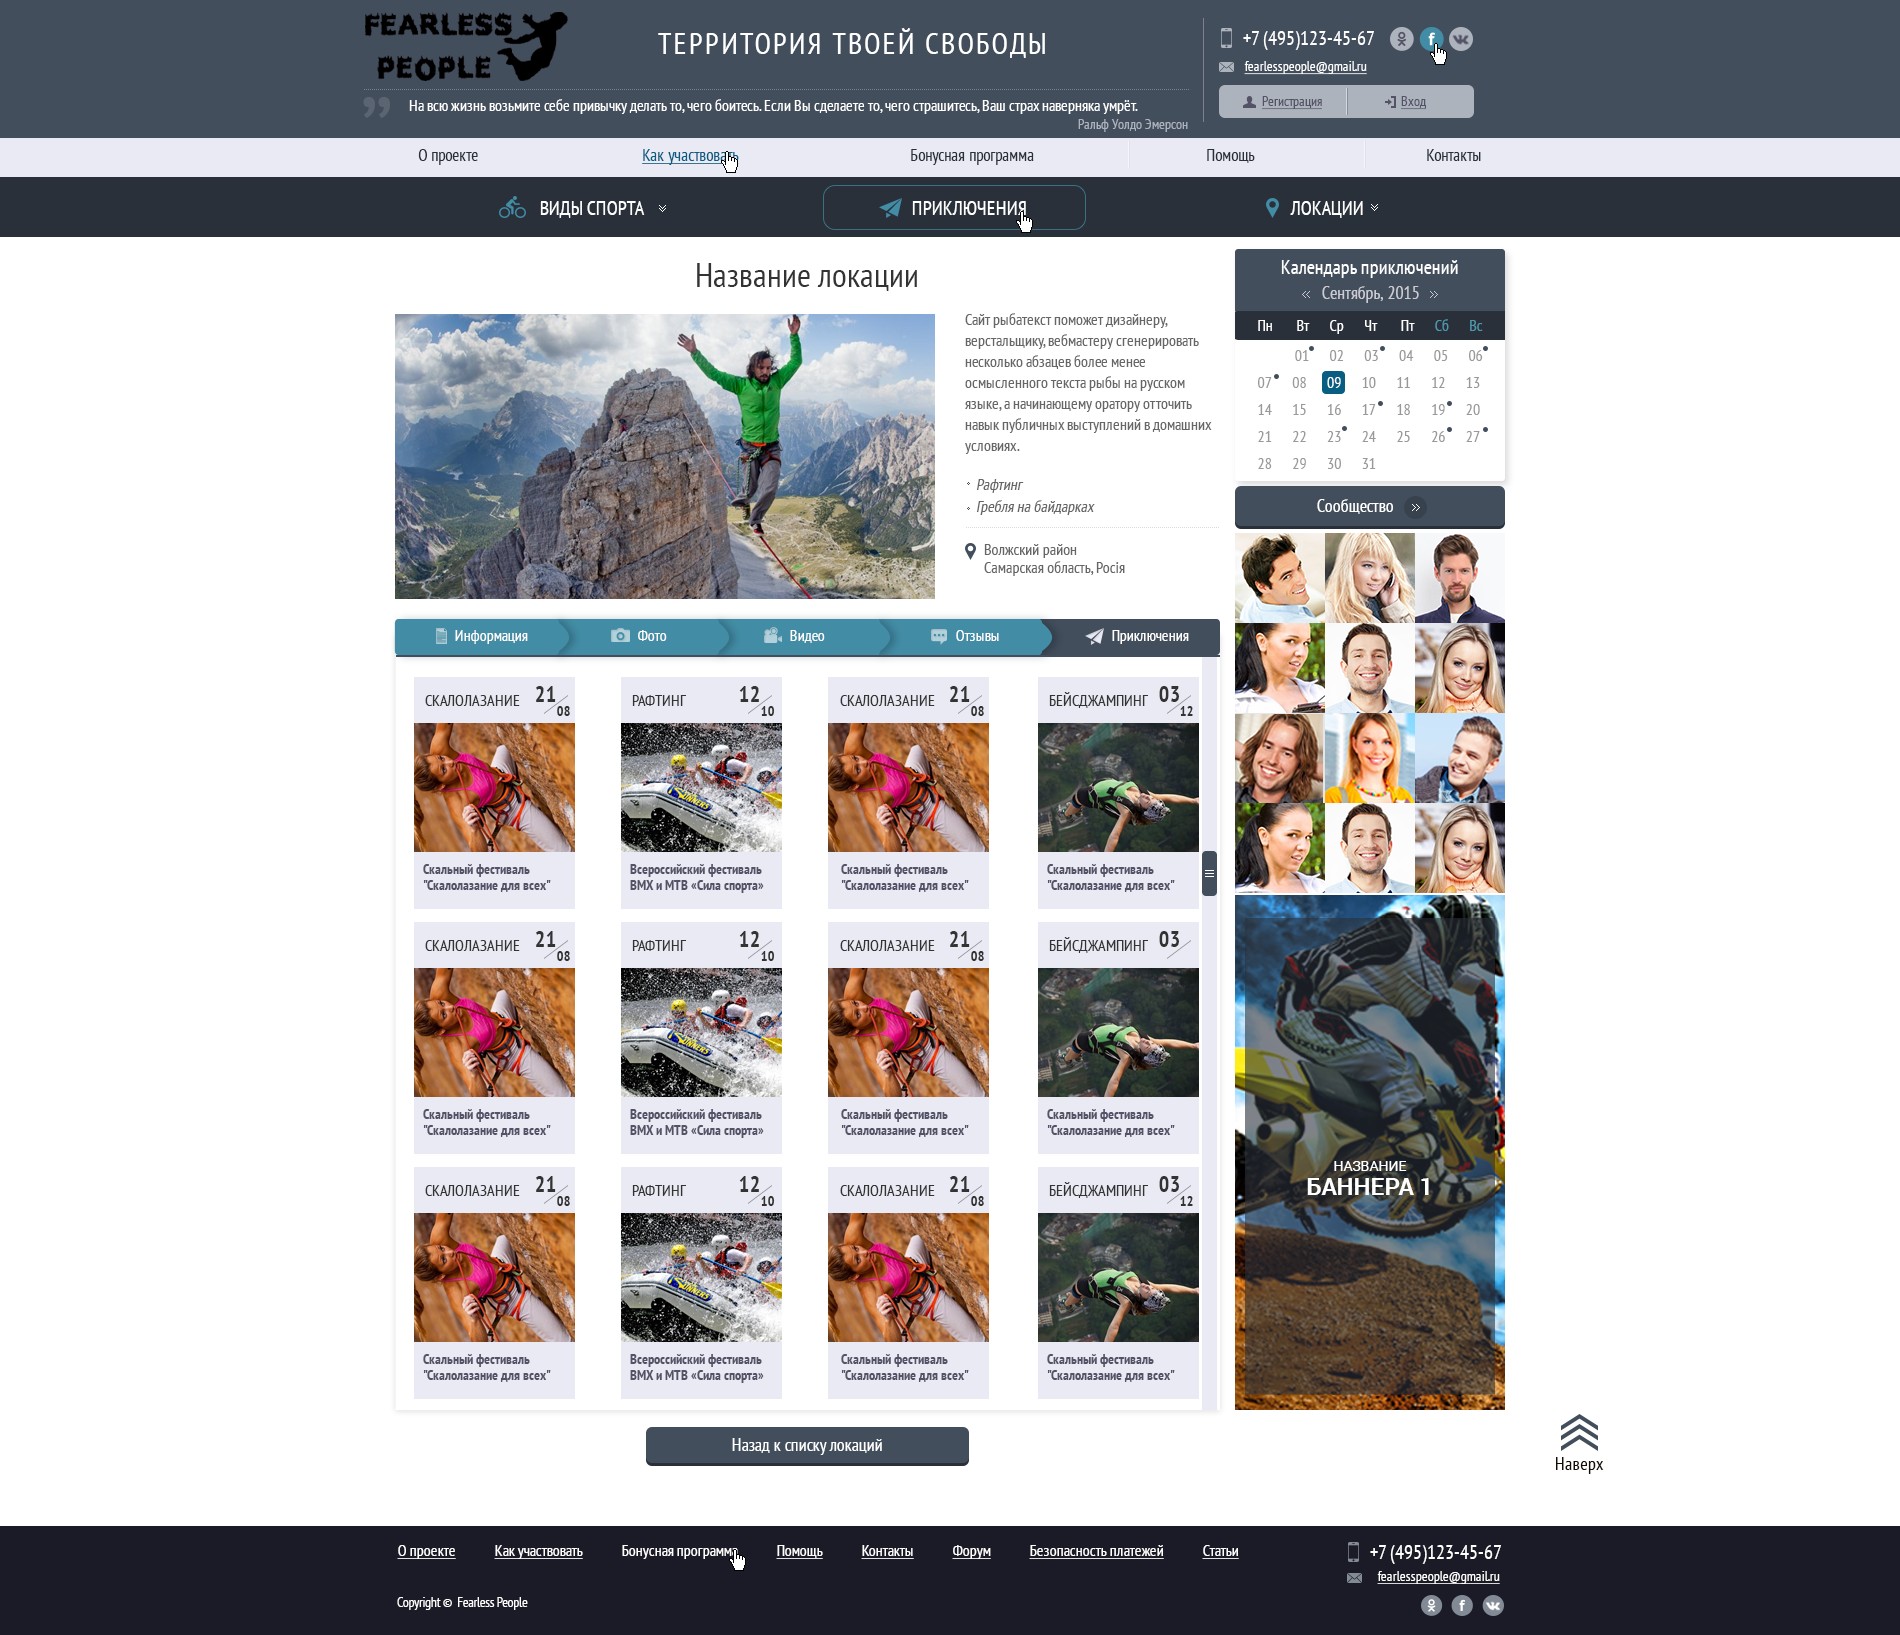 FEARLESS
PEOPLE
ТЕРРИТОРИЯ ТВОЕЙ СВОБОДЫ
На всю жизнь возьмите себе привычку делать то, чего боитесь. Если Вы сделаете то, чего страшитесь, Ваш страх наверняка умрёт.
Ральф Уолдо Эмерсон
+7 (495)123-45-67
fearlesspeople@gmail.ru
Регистрация Вход
О проекте Как участвовать Бонусная программа Помощь Контакты
ВИДЫ СПОРТА ПРИКЛЮЧЕНИЯ ЛОКАЦИИ
Название локации
Сайт рыбатекст поможет дизайнеру,
верстальщику, вебмастеру сгенерировать
несколько абзацев более менее
осмысленного текста рыбы на русском
языке, а начинающему оратору отточить
навык публичных выступлений в домашних
условиях.
Рафтинг
Гребля на байдарках
Волжский район
Самарская область, Росія
Информация Фото Видео Отзывы Приключения
СКАЛОЛАЗАНИЕ 21/08 РАФТИНГ 12/10 СКАЛОЛАЗАНИЕ 21/08 БЕЙСДЖАМПИНГ 03/12
SUNNERS
Скальный фестиваль Всероссийский фестиваль Скальный фестиваль Скальный фестиваль
"Скалолазание для всех" BMX и MTB «Сила спорта» "Скалолазание для всех" "Скалолазание для всех"
СКАЛОЛАЗАНИЕ 21/08 РАФТИНГ 12/10 СКАЛОЛАЗАНИЕ 21/08 БЕЙСДЖАМПИНГ 03/
SUNNERS
Скальный фестиваль Всероссийский фестиваль Скальный фестиваль Скальный фестиваль
"Скалолазание для всех" BMX и MTB «Сила спорта» "Скалолазание для всех" "Скалолазание для всех"
СКАЛОЛАЗАНИЕ 21/08 РАФТИНГ 12/10 СКАЛОЛАЗАНИЕ 21/08 БЕЙСДЖАМПИНГ 03/12
SUNNERS
Скальный фестиваль Всероссийский фестиваль Скальный фестиваль Скальный фестиваль
"Скалолазание для всех" BMX и MTB «Сила спорта» "Скалолазание для всех" "Скалолазание для всех"
Назад к списку локаций
Календарь приключений
« Сентябрь, 2015 »
Пн Вт Ср Чт Пт Сб Вс
01 02 03 04 05 06
07 08 09 10 11 12 13
14 15 16 17 18 19 20
21 22 23 24 25 26 27
28 29 30 31
Сообщество »
SUZUKI
НАЗВАНИЕ
БАННЕРА 1
Наверх
О проекте Как участвовать Бонусная программа Помощь Контакты Форум Безопасность платежей Статьи
+7 (495)123-45-67
fearlesspeople@gmail.ru
Copyright © Fearless People